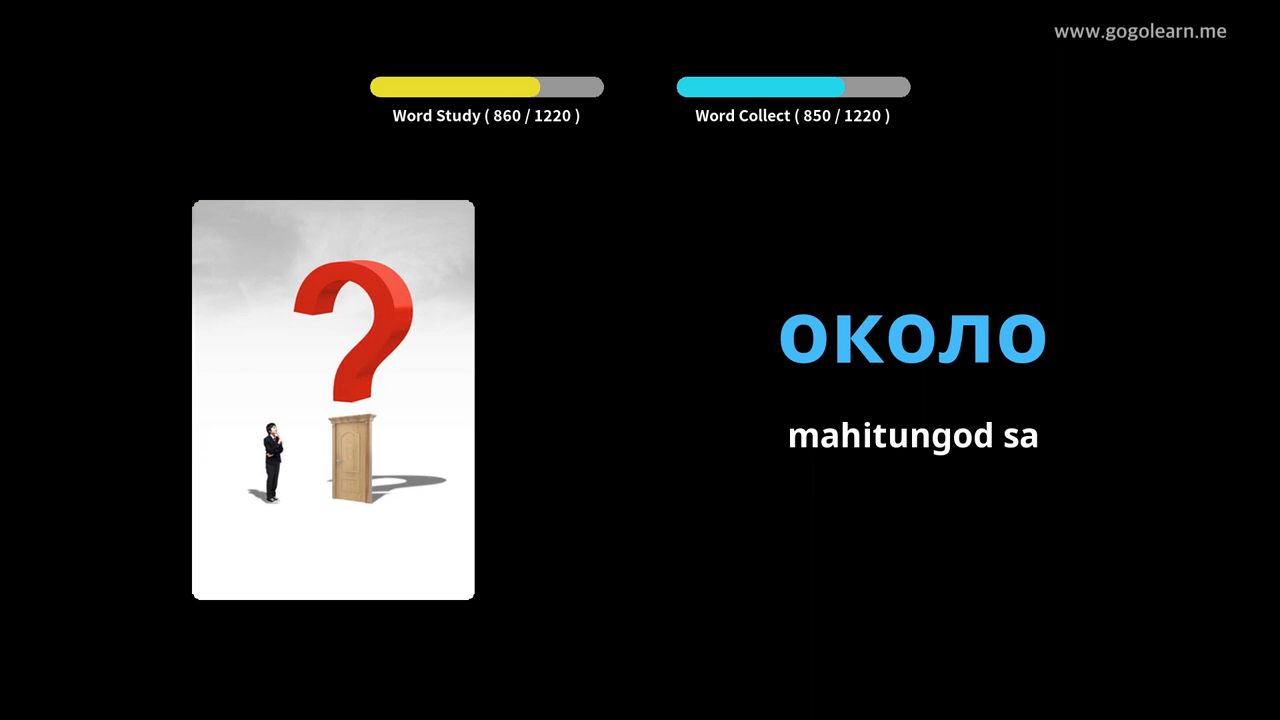 www.gogolearn.me
Word Study ( 860 / 1220 )
Word Collect ( 850 / 1220 )
около
mahitungod sa